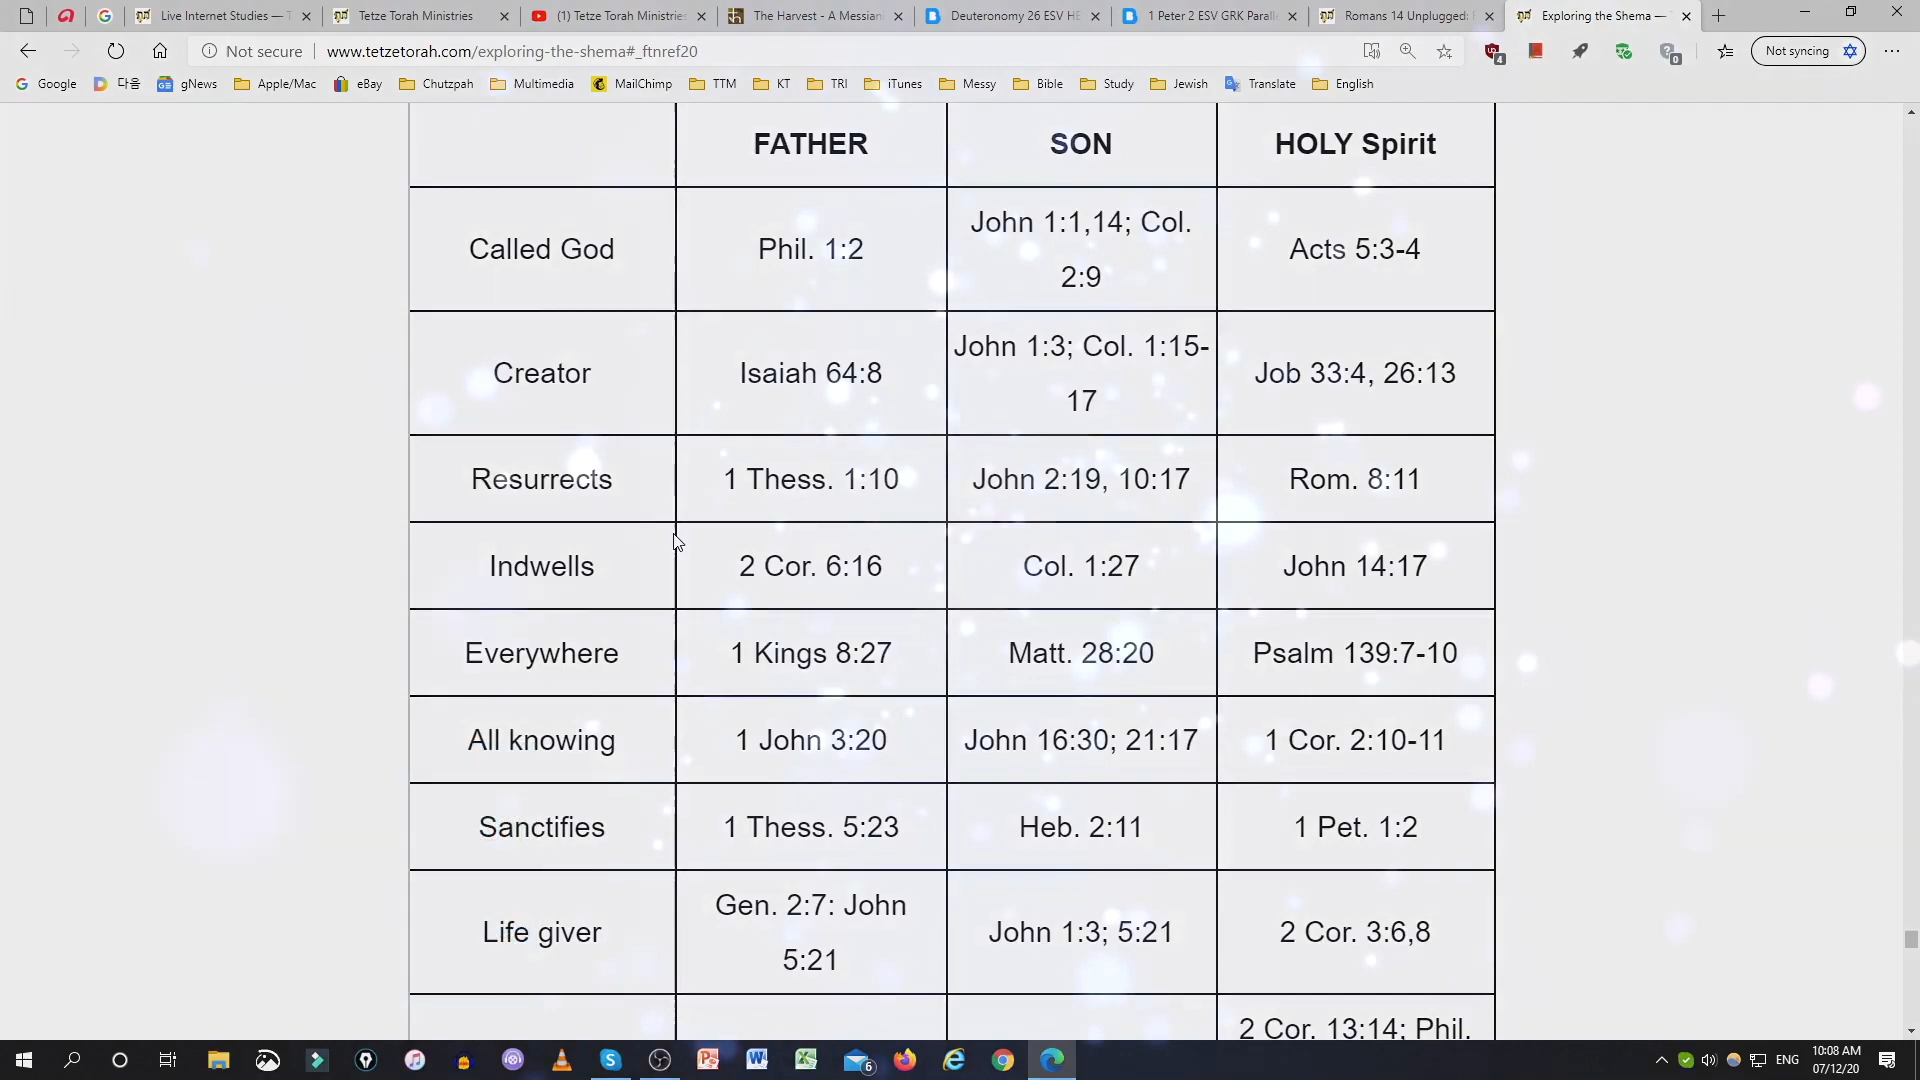 Live Internet Studies — T
Tetze Torah Ministries
(1) Tetze Torah Ministries
The Harvest - A Messian
Deuteronomy 26 ESV HE
1 Peter 2 ESV GRK Paralle
Romans 14 Unplugged: F
Exploring the Shema — T
Not secure
www.tetzetorah.com/exploring-the-shema#_ftnref20
4
0
Not syncing
Google
다음
gNews
Apple/Mac
eBay
Chutzpah
Multimedia
MailChimp
TTM
KT
TRI
iTunes
Messy
Bible
Study
Jewish
Translate
English
FATHER SON HOLY Spirit
Called God Phil. 1:2 John 1:1,14; Col. 2:9 Acts 5:3-4
Creator Isaiah 64:8 John 1:3; Col. 1:15-17 Job 33:4, 26:13
Resurrects 1 Thess. 1:10 John 2:19, 10:17 Rom. 8:11
Indwells 2 Cor. 6:16 Col. 1:27 John 14:17
Everywhere 1 Kings 8:27 Matt. 28:20 Psalm 139:7-10
All knowing 1 John 3:20 John 16:30; 21:17 1 Cor. 2:10-11
Sanctifies 1 Thess. 5:23 Heb. 2:11 1 Pet. 1:2
Life giver Gen. 2:7: John 5:21 John 1:3; 5:21 2 Cor. 3:6,8
2 Cor. 13:14; Phil.
6
ENG
10:08 AM
07/12/20